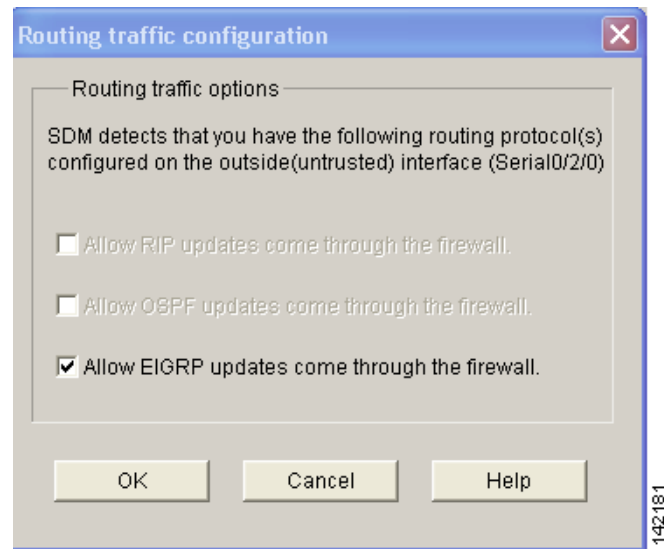 Routing traffic configuration
Routing traffic options
SDM detects that you have the following routing protocol(s)
configured on the outside(untrusted) interface (Serial0/2/0)
Allow RIP updates come through the firewall.
Allow OSPF updates come through the firewall.
Allow EIGRP updates come through the firewall.
OK
Cancel
Help
142181